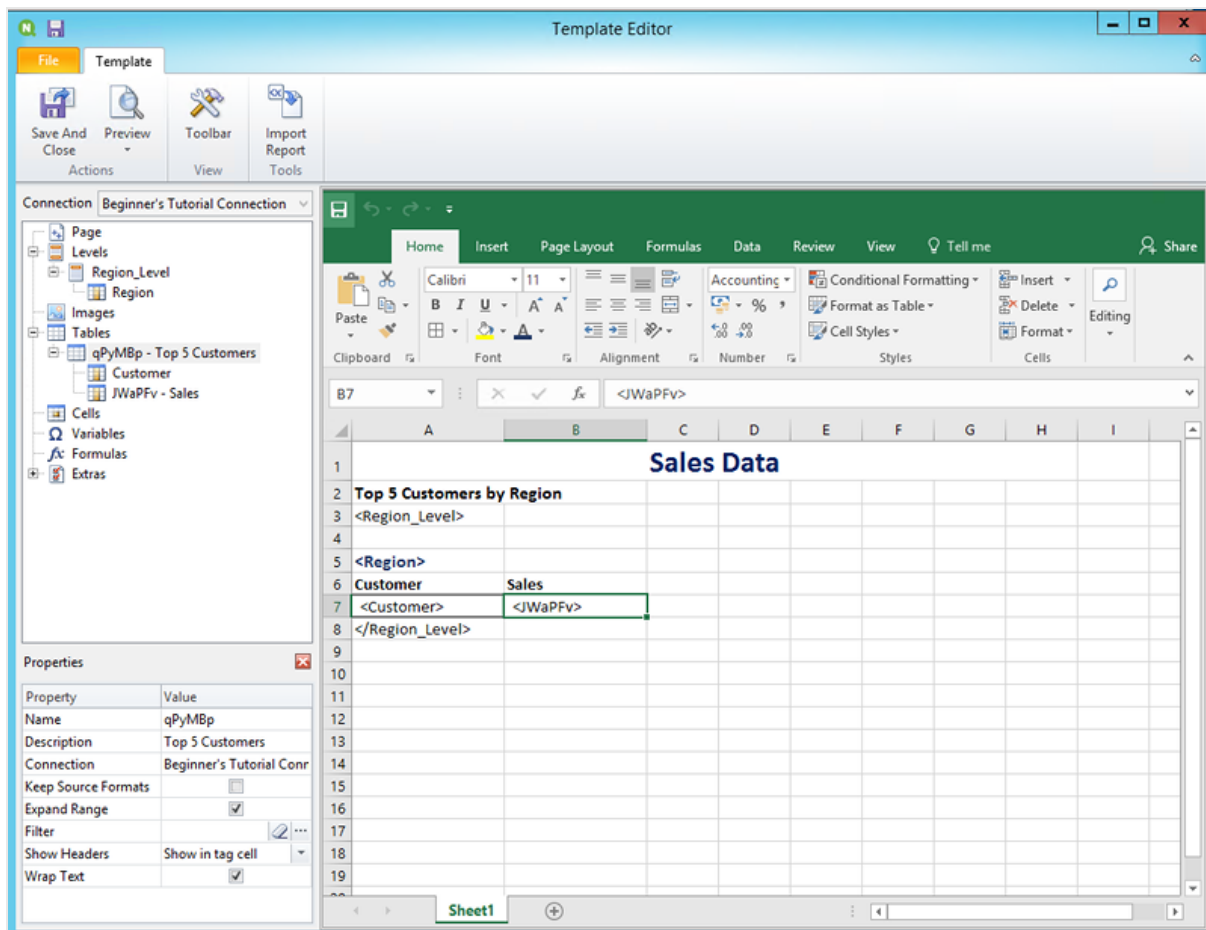 Template Editor
File Template
Save And Close
Preview
Toolbar
Import Report
Actions View Tools
Connection Beginner's Tutorial Connection
Page
Levels
Region_Level
Region
Images
Tables
qPyMBp - Top 5 Customers
Customer
JWaPFv - Sales
Cells
Variables
Formulas
Extras
Properties
Property Value
Name qPyMBp
Description Top 5 Customers
Connection Beginner's Tutorial Conr
Keep Source Formats
Expand Range
Filter
Show Headers Show in tag cell
Wrap Text
Home Insert Page Layout Formulas Data Review View Tell me Share
Paste
Calibri 11
B I U A A
A
Accounting
% ,
Conditional Formatting
Format as Table
Cell Styles
Insert
Delete
Format
Editing
Clipboard Font Alignment Number Styles Cells
B7 fx <JWaPFv>
A B C D E F G H I
1 Sales Data
2 Top 5 Customers by Region
3 <Region_Level>
4
5 <Region>
6 Customer Sales
7 <Customer> <JWaPFv>
8 </Region_Level>
9
10
11
12
13
14
15
16
17
18
19
Sheet1